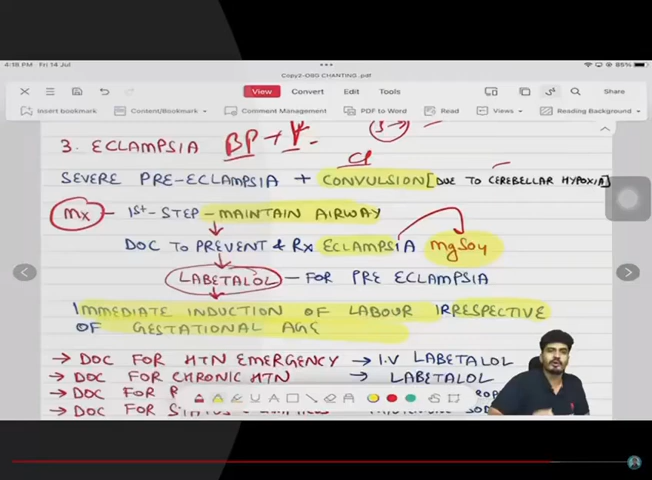 4:18 PM Fri 14 Jul
85%
Copy2-OBG CHANTING .pdf
View Convert Edit Tools Share
Insert bookmark Content/Bookmark Comment Management PDF to Word Read Views Reading Background
3. ECLAMPSIA BP +
SEVERE PRE-ECLAMPSIA + CONVULSION [DUE TO CEREBELLAR HYPOXIA]
Mx - 1st-STEP - MAINTAIN AIRWAY
DOC TO PREVENT & Rx ECLAMPSIA MgSO4
LABETALOL - FOR PRE ECLAMPSIA
IMMEDIATE INDUCTION OF LABOUR IRRESPECTIVE
OF GESTATIONAL AGE
→ DOC FOR HTN EMERGENCY → I.V LABETALOL
→ DOC FOR CHRONIC HTN → LABETALOL
→ DOC FOR
→ DOC FOR